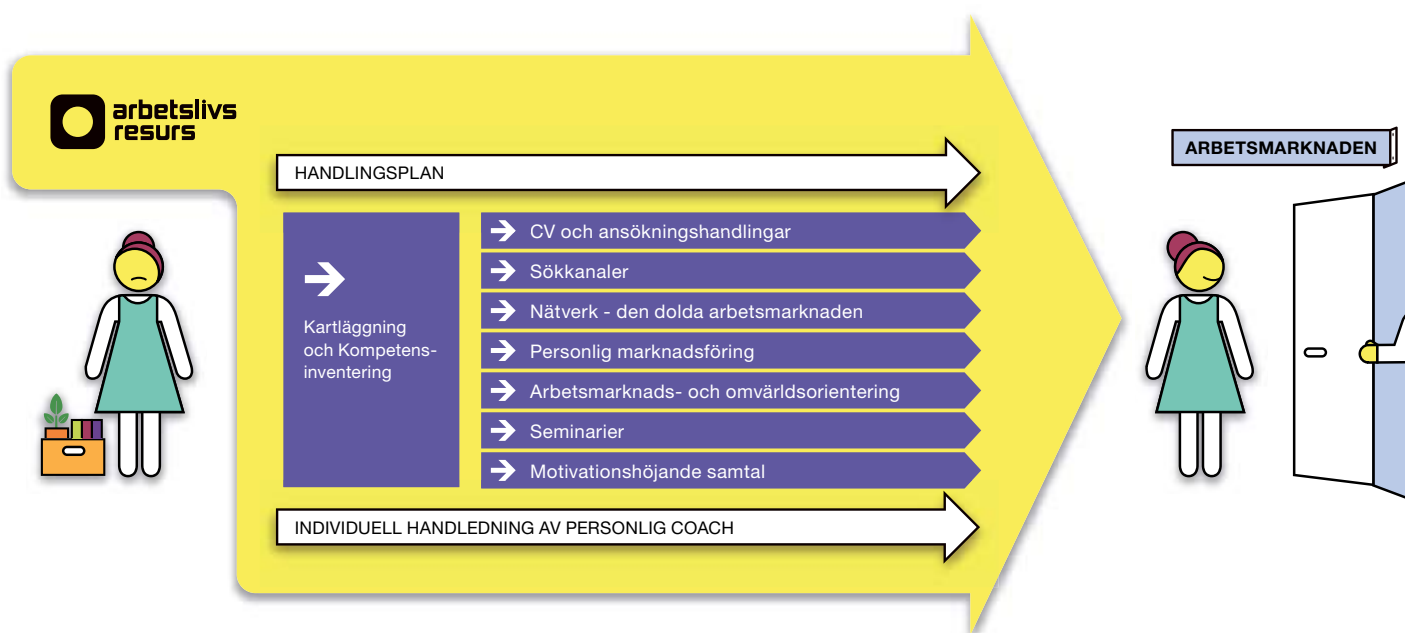 arbetslivs
resurs
HANDLINGSPLAN
Kartläggning
och Kompetens-
inventering
CV och ansökningshandlingar
Sökkanaler
Nätverk - den dolda arbetsmarknaden
Personlig marknadsföring
Arbetsmarknads- och omvärldsorientering
Seminarier
Motivationshöjande samtal
INDIVIDUELL HANDLEDNING AV PERSONLIG COACH
ARBETSMARKNADEN